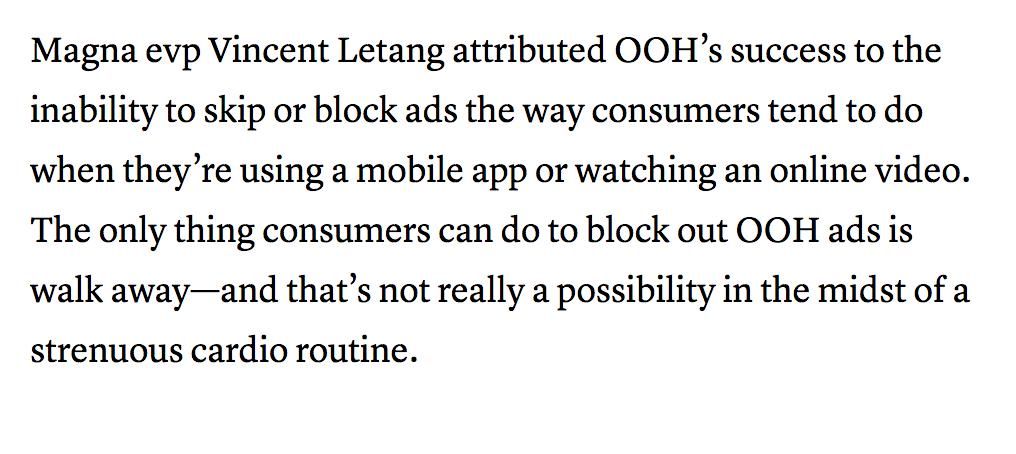 Magna evp Vincent Letang attributed OOH’s success to the
inability to skip or block ads the way consumers tend to do
when they’re using a mobile app or watching an online video.
The only thing consumers can do to block out OOH ads is
walk away—and that’s not really a possibility in the midst of a
strenuous cardio routine.